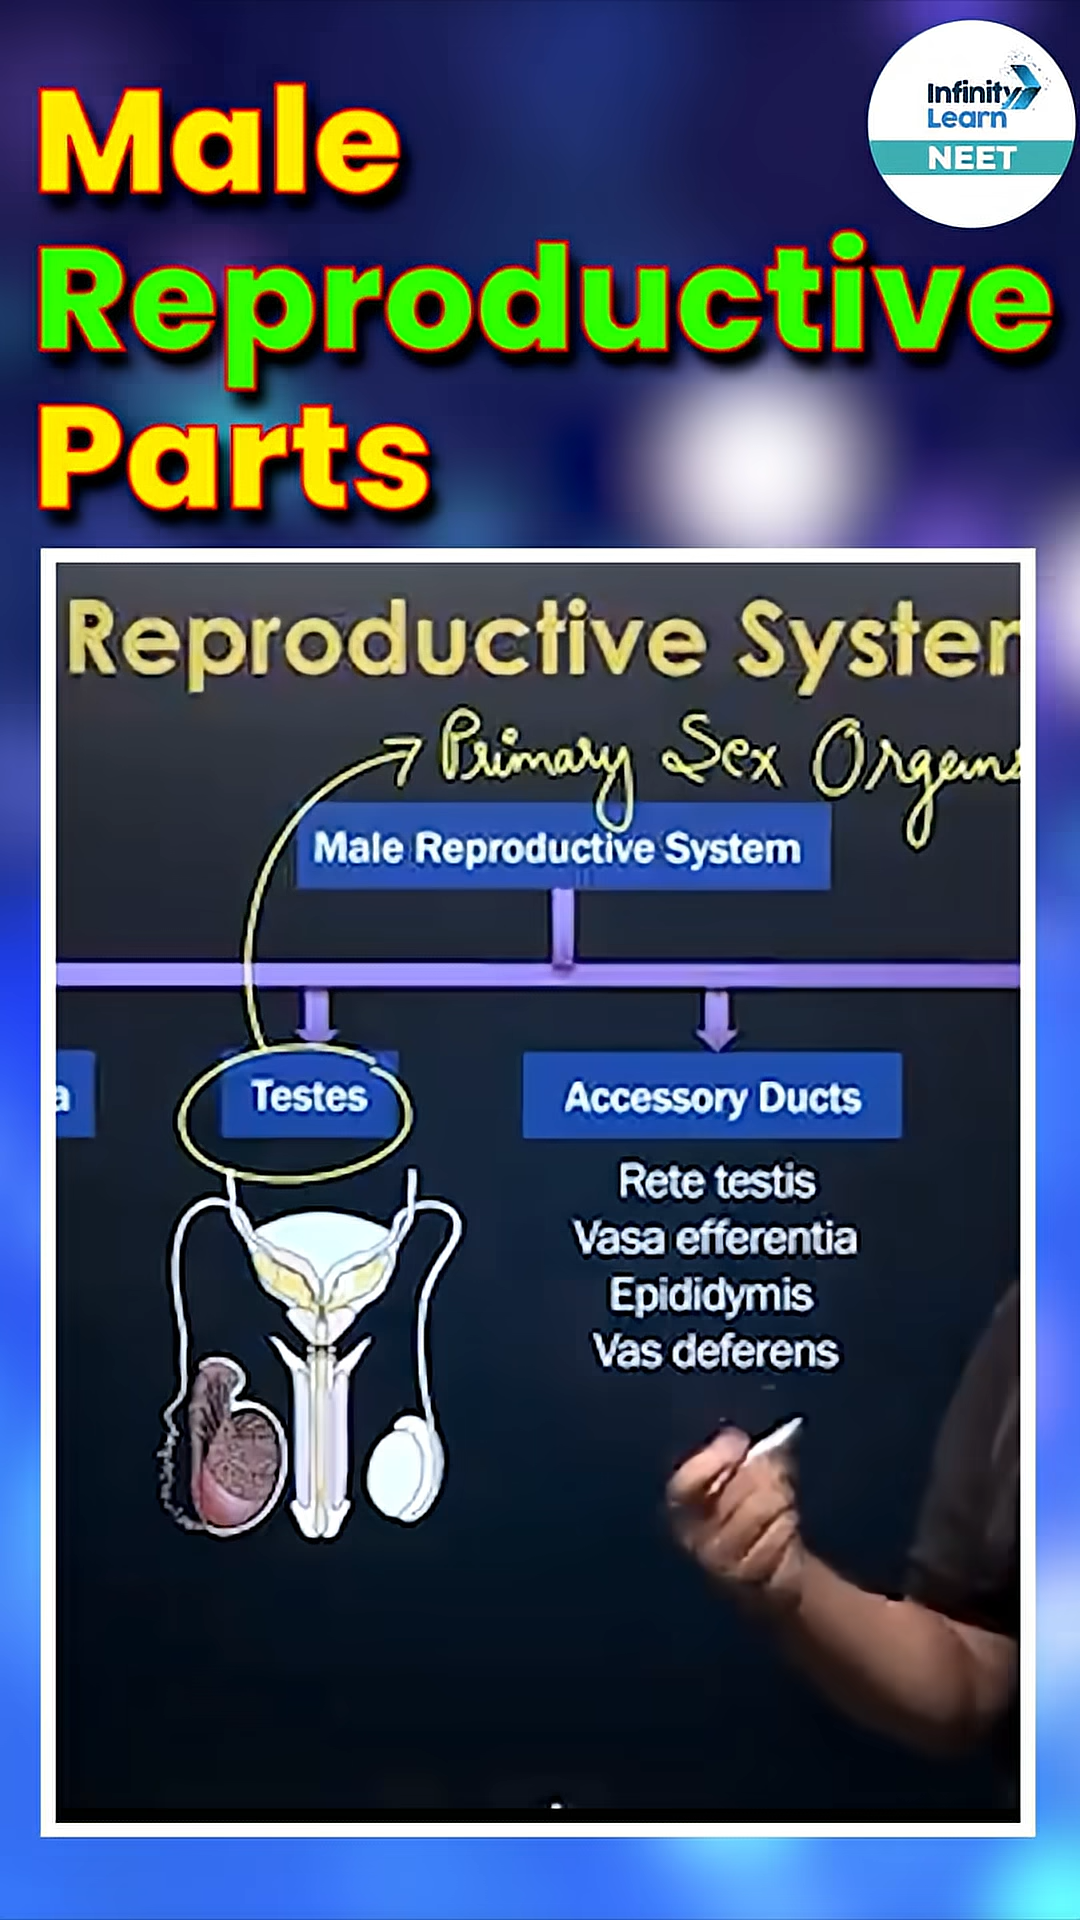 Infinity
Learn
NEET
Male
Reproductive
Parts
Reproductive System
Primary Sex Organs
Male Reproductive System
a
Testes
Accessory Ducts
Rete testis
Vasa efferentia
Epididymis
Vas deferens